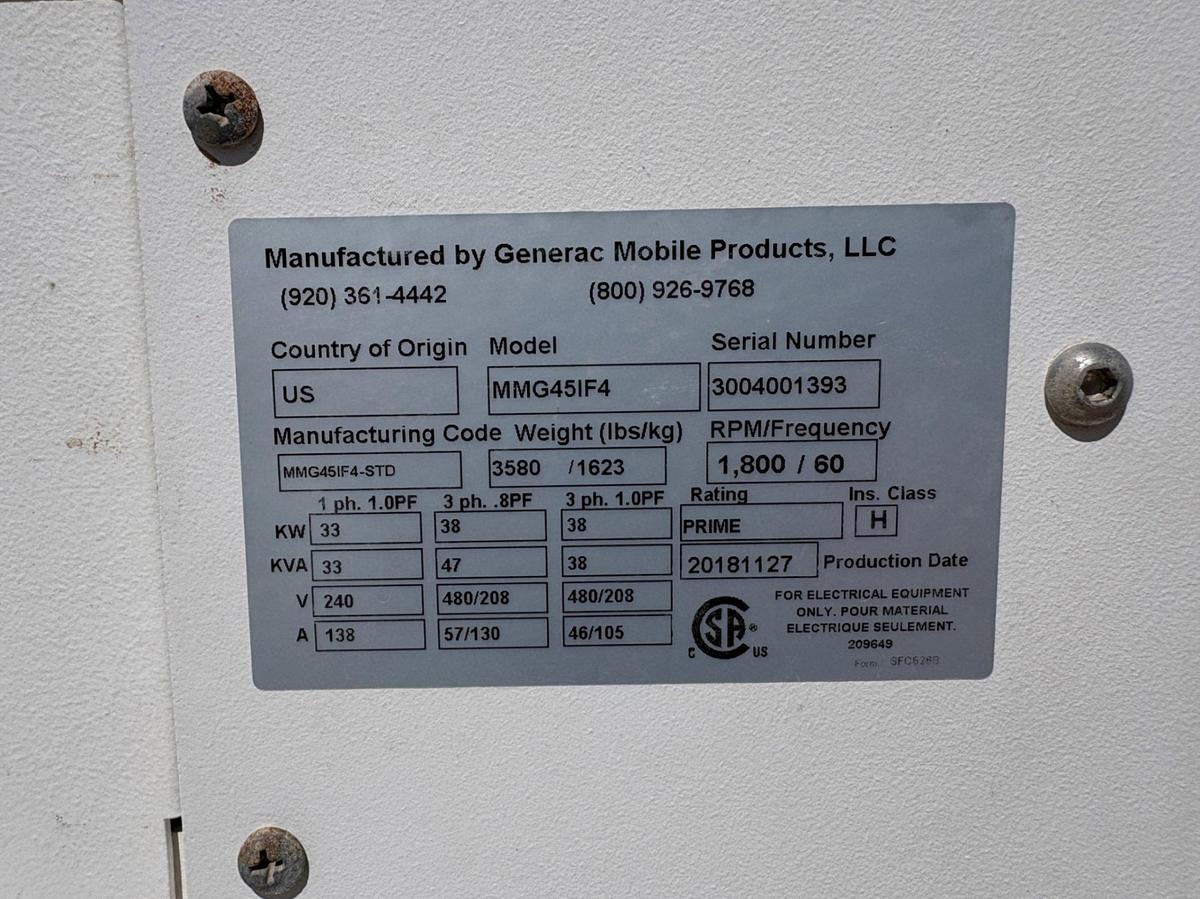 Manufactured by Generac Mobile Products, LLC
(920) 361-4442 (800) 926-9768
Country of Origin Model Serial Number
US MMG45IF4 3004001393
Manufacturing Code Weight (lbs/kg) RPM/Frequency
MMG45IF4-STD 3580 /1623 1,800 / 60
1 ph. 1.0PF 3 ph. .8PF 3 ph. 1.0PF Rating Ins. Class
KW 33 38 38 PRIME H
KVA 33 47 38 20181127 Production Date
V 240 480/208 480/208
A 138 57/130 46/105
C SA® US
FOR ELECTRICAL EQUIPMENT
ONLY. POUR MATERIAL
ELECTRIQUE SEULEMENT.
209649
Form: